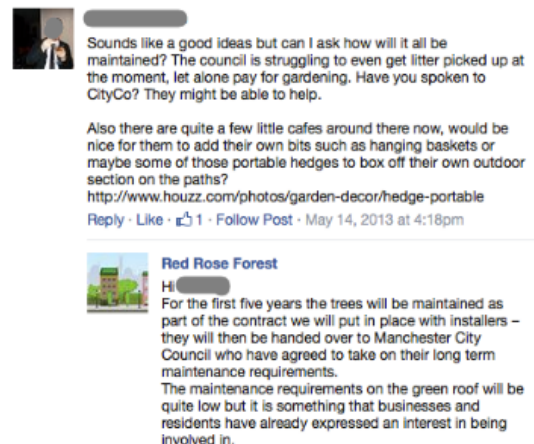 Sounds like a good ideas but can I ask how will it all be
maintained? The council is struggling to even get litter picked up at
the moment, let alone pay for gardening. Have you spoken to
CityCo? They might be able to help.
Also there are quite a few little cafes around there now, would be
nice for them to add their own bits such as hanging baskets or
maybe some of those portable hedges to box off their own outdoor
section on the paths?
http://www.houzz.com/photos/garden-decor/hedge-portable
Reply · Like · 1 · Follow Post · May 14, 2013 at 4:18pm
Red Rose Forest
Hi
For the first five years the trees will be maintained as
part of the contract we will put in place with installers –
they will then be handed over to Manchester City
Council who have agreed to take on their long term
maintenance requirements.
The maintenance requirements on the green roof will be
quite low but it is something that businesses and
residents have already expressed an interest in being
involved in.